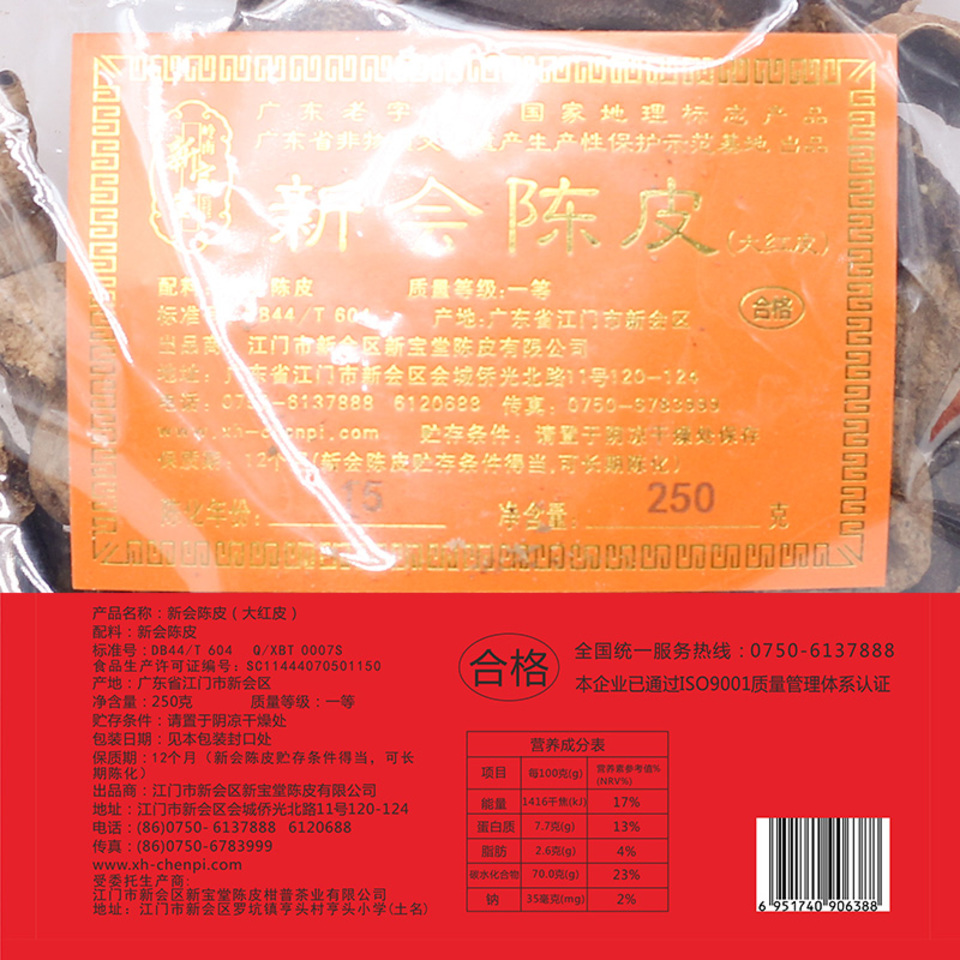 广东老字 国家地理标志产品
广东省非 产生产性保护示范基地 出品
新会陈皮(大红皮)
配料 陈皮 质量等级:一等
合格
标准 DB44/T 604 产地:广东省江门市新会区
出品商 江门市新会区新宝堂陈皮有限公司
地址: 广东省江门市新会区会城侨光北路11号120-124
电话: 0750-6137888 6120688 传真: 0750-6783999
www.xh-chenpi.com 贮存条件: 请置于阴凉干燥处保存
保质期: 12个月(新会陈皮贮存条件得当,可长期陈化)
陈化年份: 15 净含量: 250 克
产品名称:新会陈皮(大红皮)
配料:新会陈皮
标准号:DB44/T 604 Q/XBT 0007S
食品生产许可证编号:SC11444070501150
产地:广东省江门市新会区
净含量:250克 质量等级:一等
贮存条件:请置于阴凉干燥处
包装日期:见本包装封口处
保质期:12个月(新会陈皮贮存条件得当,可长
期陈化)
出品商:江门市新会区新宝堂陈皮有限公司
地址:江门市新会区会城侨光北路11号120-124
电话:(86)0750- 6137888 6120688
传真:(86)0750-6783999
www.xh-chenpi.com
受委托生产商:
江门市新会区新宝堂陈皮柑普茶业有限公司
地址:江门市新会区罗坑镇亨头村亨头小学(土名)
合格
全国统一服务热线:0750-6137888
本企业已通过ISO9001质量管理体系认证
营养成分表
项目 每100克(g) 营养素参考值%(NRV%)
能量 1416千焦(kJ) 17%
蛋白质 7.7克(g) 13%
脂肪 2.6克(g) 4%
碳水化合物 70.0克(g) 23%
钠 35毫克(mg) 2%
6 951740 906388